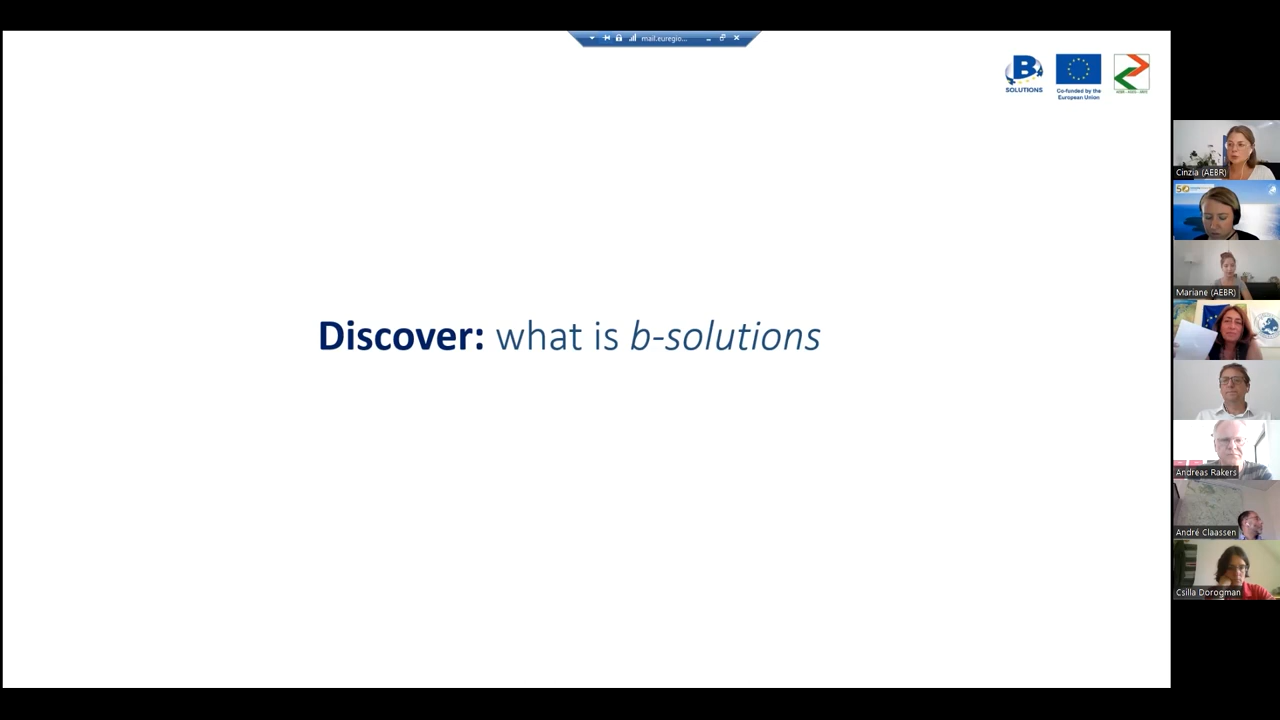 mail.euregio...
B
SOLUTIONS
Co-funded by the
European Union
Discover: what is b-solutions
Cinzia (AEBR)
50
Mariane (AEBR)
Andreas Rakers
André Claassen
Csilla Dorogman